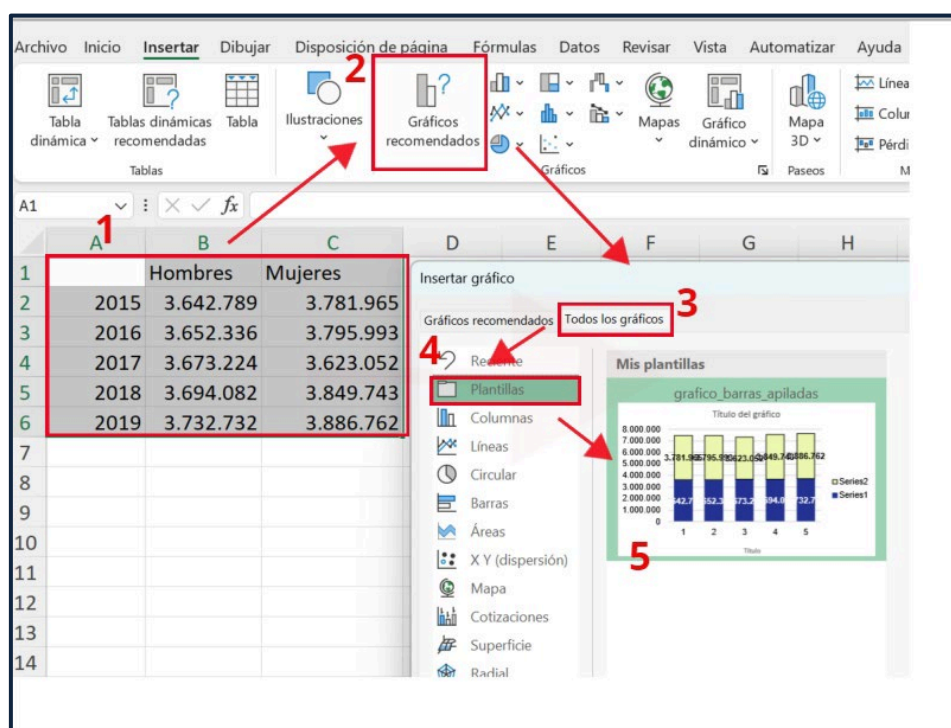 Archivo Inicio Insertar Dibujar Disposición de página Fórmulas Datos Revisar Vista Automatizar Ayuda
2
Tabla dinámica
Tablas dinámicas recomendadas
Tabla
Ilustraciones
Gráficos recomendados
Mapas
Gráfico dinámico
Mapa 3D
Línea
Colur
Pérdi
Tablas
Gráficos
Paseos
M
A1
fx
1
A B C D E F G H
1 Hombres Mujeres
2 2015 3.642.789 3.781.965
3 2016 3.652.336 3.795.993
4 2017 3.673.224 3.623.052
5 2018 3.694.082 3.849.743
6 2019 3.732.732 3.886.762
7
8
9
10
11
12
13
14
Insertar gráfico
Gráficos recomendados Todos los gráficos
3
4
Reciente
Plantillas
Columnas
Líneas
Circular
Barras
Áreas
X Y (dispersión)
Mapa
Cotizaciones
Superficie
Radial
Mis plantillas
grafico_barras_apiladas
Título del gráfico
8.000.000
7.000.000
6.000.000
5.000.000
4.000.000
3.000.000
2.000.000
1.000.000
0
Series2
Series1
1 2 3 4 5
Título
5